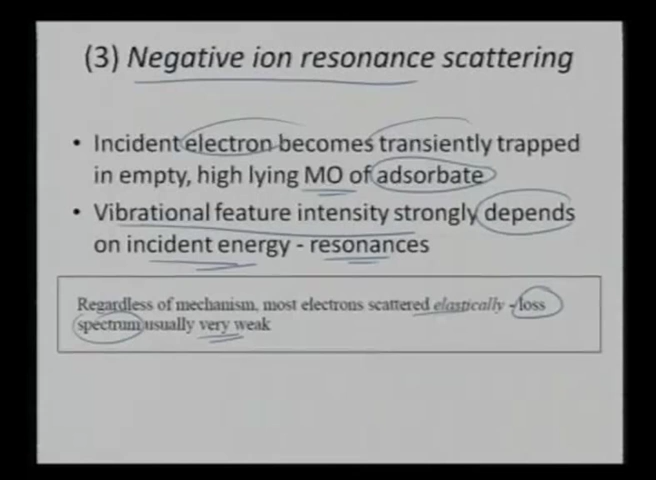 (3) Negative ion resonance scattering
• Incident electron becomes transiently trapped
in empty, high lying MO of adsorbate
• Vibrational feature intensity strongly depends
on incident energy - resonances
Regardless of mechanism, most electrons scattered elastically - loss
spectrum usually very weak